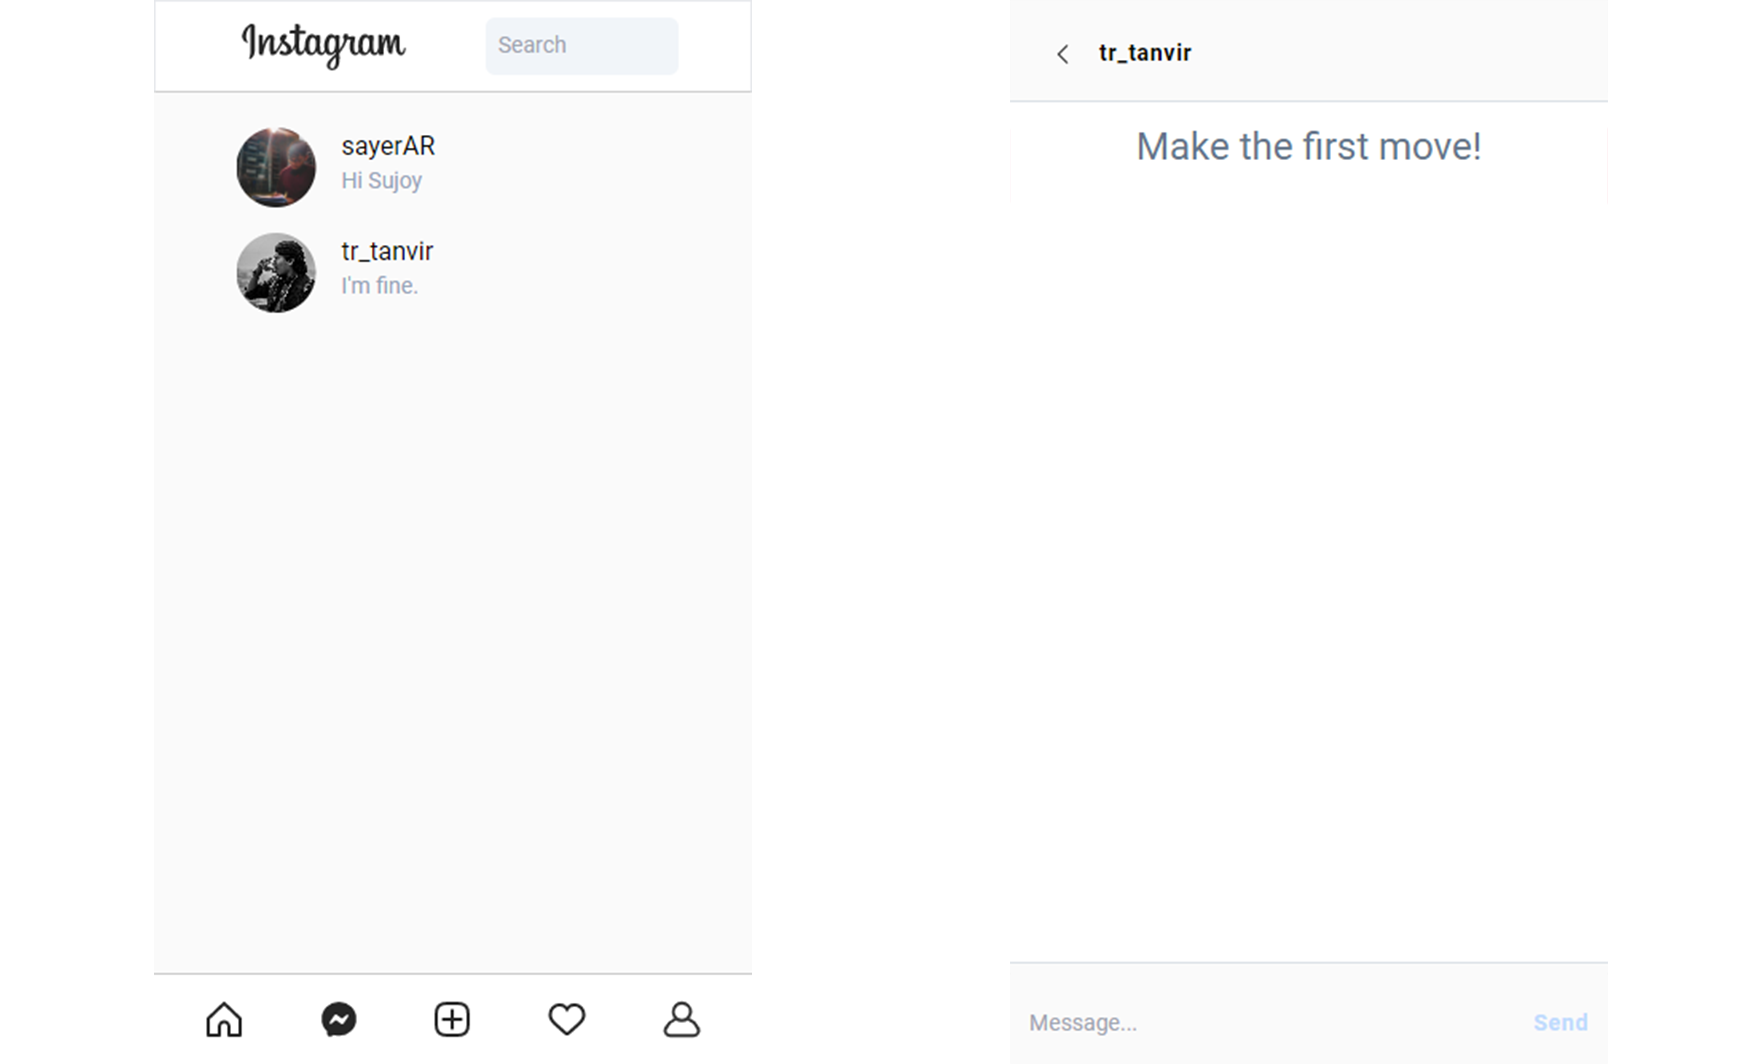 Instagram
Search
sayerAR
Hi Sujoy
tr_tanvir
I'm fine.
tr_tanvir
Make the first move!
Message...
Send